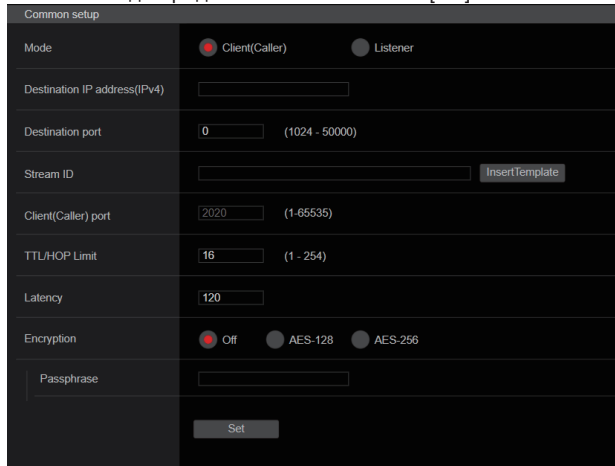 Common setup
Mode Client(Caller) Listener
Destination IP address(IPv4)
Destination port 0 (1024 - 50000)
Stream ID InsertTemplate
Client(Caller) port 2020 (1-65535)
TTL/HOP Limit 16 (1 - 254)
Latency 120
Encryption Off AES-128 AES-256
Passphrase
Set